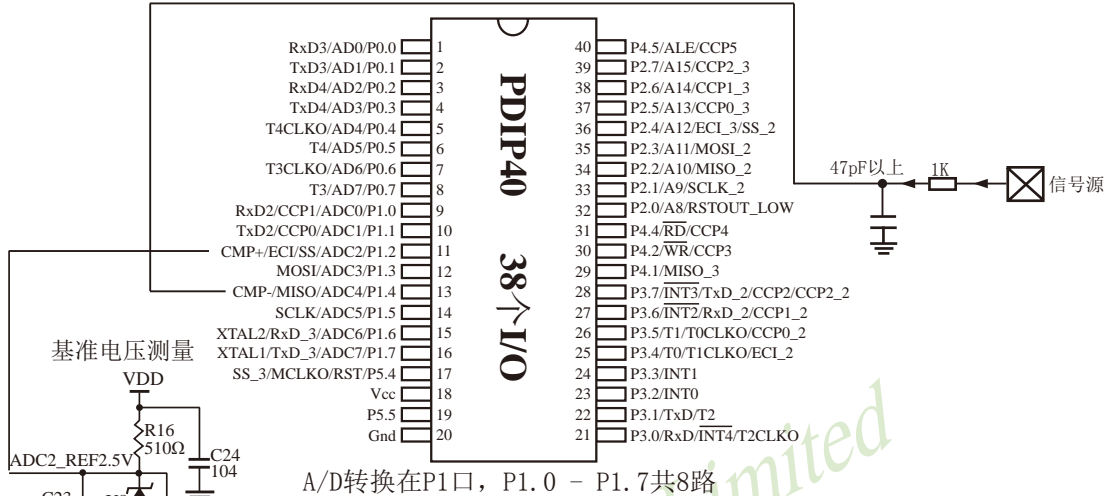 RxD3/AD0/P0.0 1
TxD3/AD1/P0.1 2
RxD4/AD2/P0.2 3
TxD4/AD3/P0.3 4
T4CLKO/AD4/P0.4 5
T4/AD5/P0.5 6
T3CLKO/AD6/P0.6 7
T3/AD7/P0.7 8
RxD2/CCP1/ADC0/P1.0 9
TxD2/CCP0/ADC1/P1.1 10
CMP+/ECI/SS/ADC2/P1.2 11
MOSI/ADC3/P1.3 12
CMP-/MISO/ADC4/P1.4 13
SCLK/ADC5/P1.5 14
XTAL2/RxD_3/ADC6/P1.6 15
XTAL1/TxD_3/ADC7/P1.7 16
SS_3/MCLKO/RST/P5.4 17
Vcc 18
P5.5 19
Gnd 20
PDIP40 38个I/O
40 P4.5/ALE/CCP5
39 P2.7/A15/CCP2_3
38 P2.6/A14/CCP1_3
37 P2.5/A13/CCP0_3
36 P2.4/A12/ECI_3/SS_2
35 P2.3/A11/MOSI_2
34 P2.2/A10/MISO_2
33 P2.1/A9/SCLK_2
32 P2.0/A8/RSTOUT_LOW
31 P4.4/RD/CCP4
30 P4.2/WR/CCP3
29 P4.1/MISO_3
28 P3.7/INT3/TxD_2/CCP2/CCP2_2
27 P3.6/INT2/RxD_2/CCP1_2
26 P3.5/T1/T0CLKO/CCP0_2
25 P3.4/T0/T1CLKO/ECI_2
24 P3.3/INT1
23 P3.2/INT0
22 P3.1/TxD/T2
21 P3.0/RxD/INT4/T2CLKO
47pF以上 1K
信号源
基准电压测量
VDD
R16
510Ω
C24
104
ADC2_REF2.5V
A/D转换在P1口，P1.0 - P1.7共8路